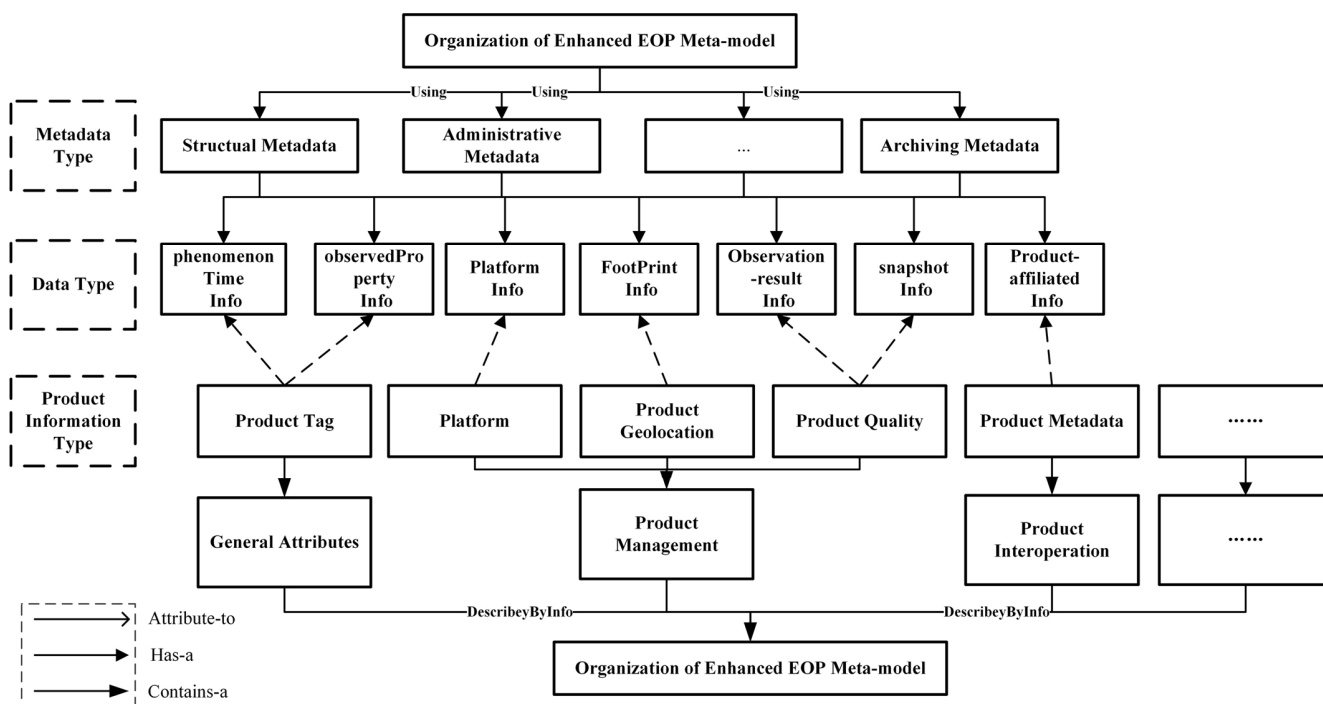 Organization of Enhanced EOP Meta-model
Using
Using
Using
Metadata
Type
Structual Metadata
Administrative
Metadata
...
Archiving Metadata
Data Type
phenomenon
Time
Info
observedProp
perty
Info
Platform
Info
FootPrint
Info
Observation
-result
Info
snapshot
Info
Product-
affiliated
Info
Product
Information
Type
Product Tag
Platform
Product
Geolocation
Product Quality
Product Metadata
......
General Attributes
Product
Management
Product
Interoperation
......
DescribeyByInfo
DescribeyByInfo
Organization of Enhanced EOP Meta-model
Attribute-to
Has-a
Contains-a